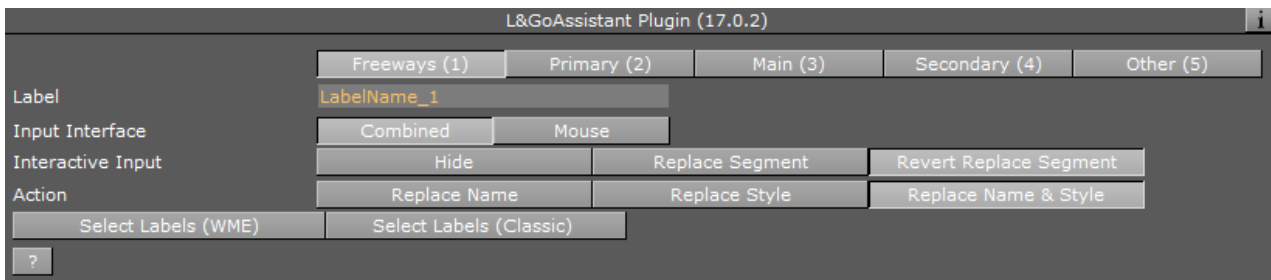 L&GoAssistant Plugin (17.0.2) i
Freeways (1) Primary (2) Main (3) Secondary (4) Other (5)
Label LabelName_1
Input Interface Combined Mouse
Interactive Input Hide Replace Segment Revert Replace Segment
Action Replace Name Replace Style Replace Name & Style
Select Labels (WME) Select Labels (Classic)
?